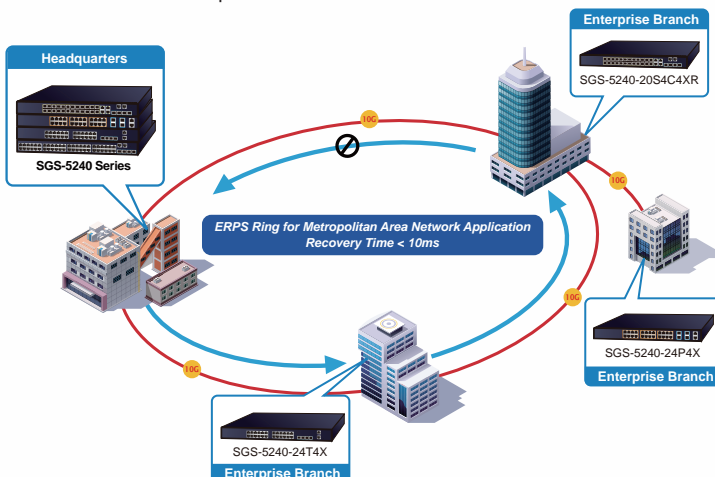 Enterprise Branch
SGS-5240-20S4C4XR
Headquarters
SGS-5240 Series
10G
10G
ERPS Ring for Metropolitan Area Network Application
Recovery Time < 10ms
10G
10G
SGS-5240-24P4X
Enterprise Branch
SGS-5240-24T4X
Enterprise Branch